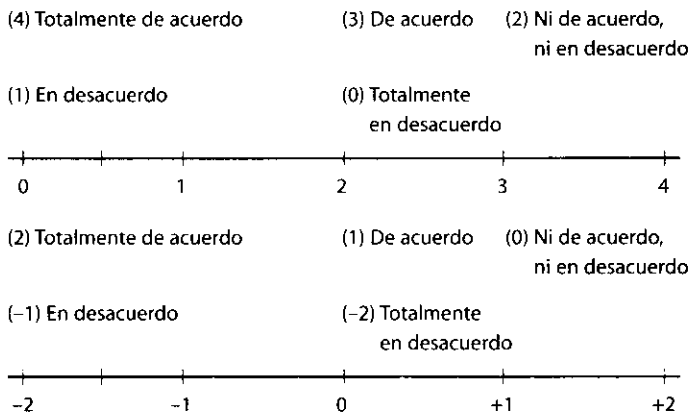 (4) Totalmente de acuerdo (3) De acuerdo (2) Ni de acuerdo,
ni en desacuerdo
(1) En desacuerdo (0) Totalmente
en desacuerdo
0 1 2 3 4
(2) Totalmente de acuerdo (1) De acuerdo (0) Ni de acuerdo,
ni en desacuerdo
(–1) En desacuerdo (–2) Totalmente
en desacuerdo
–2 –1 0 +1 +2